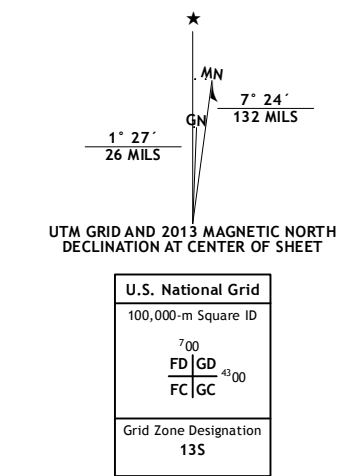 ★
MN
7° 24´
132 MILS
GN
1° 27´
26 MILS
UTM GRID AND 2013 MAGNETIC NORTH
DECLINATION AT CENTER OF SHEET
U.S. National Grid
100,000-m Square ID
⁷00
FD GD
⁴³00
FC GC
Grid Zone Designation
13S